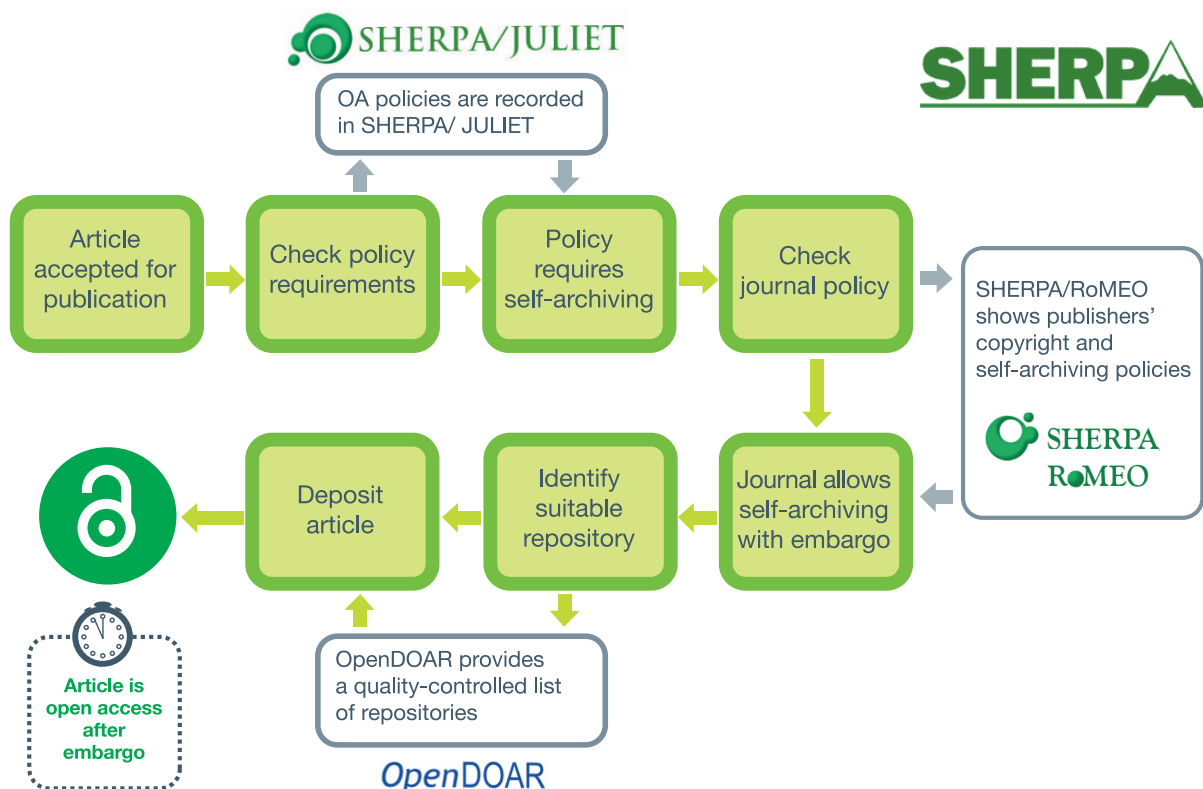 SHERPA/JULIET
SHERPA
OA policies are recorded
in SHERPA/ JULIET
Article
accepted for
publication
Check policy
requirements
Policy
requires
self-archiving
Check
journal policy
SHERPA/RoMEO
shows publishers’
copyright and
self-archiving policies
SHERPA
RoMEO
Journal allows
self-archiving
with embargo
Identify
suitable
repository
Deposit
article
OpenDOAR provides
a quality-controlled list
of repositories
OpenDOAR
Article is
open access
after
embargo